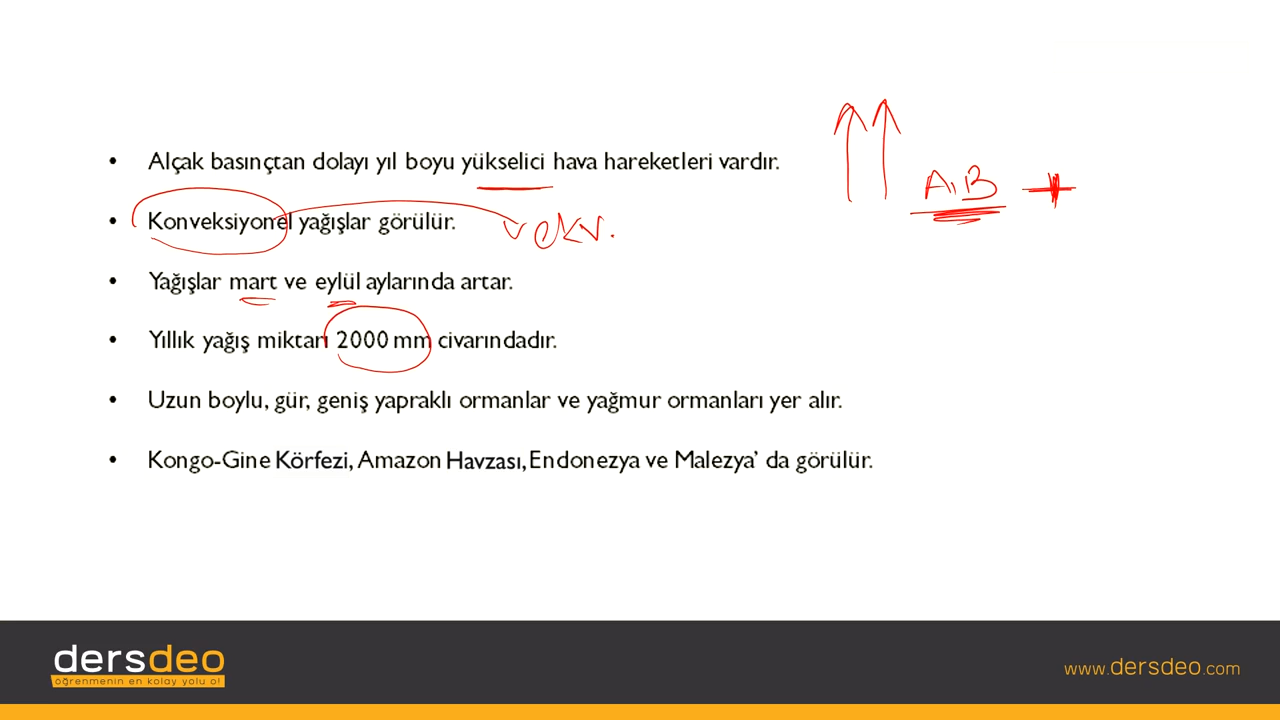 Alçak basınçtan dolayı yıl boyu yükselici hava hareketleri vardır.
A.B +
Konveksiyonel yağışlar görülür.
ekv.
Yağışlar mart ve eylül aylarında artar.
Yıllık yağış miktarı 2000 mm civarındadır.
Uzun boylu, gür, geniş yapraklı ormanlar ve yağmur ormanları yer alır.
Kongo-Gine Körfezi, Amazon Havzası, Endonezya ve Malezya' da görülür.
dersdeo
öğrenmenin en kolay yolu o!
www.dersdeo.com